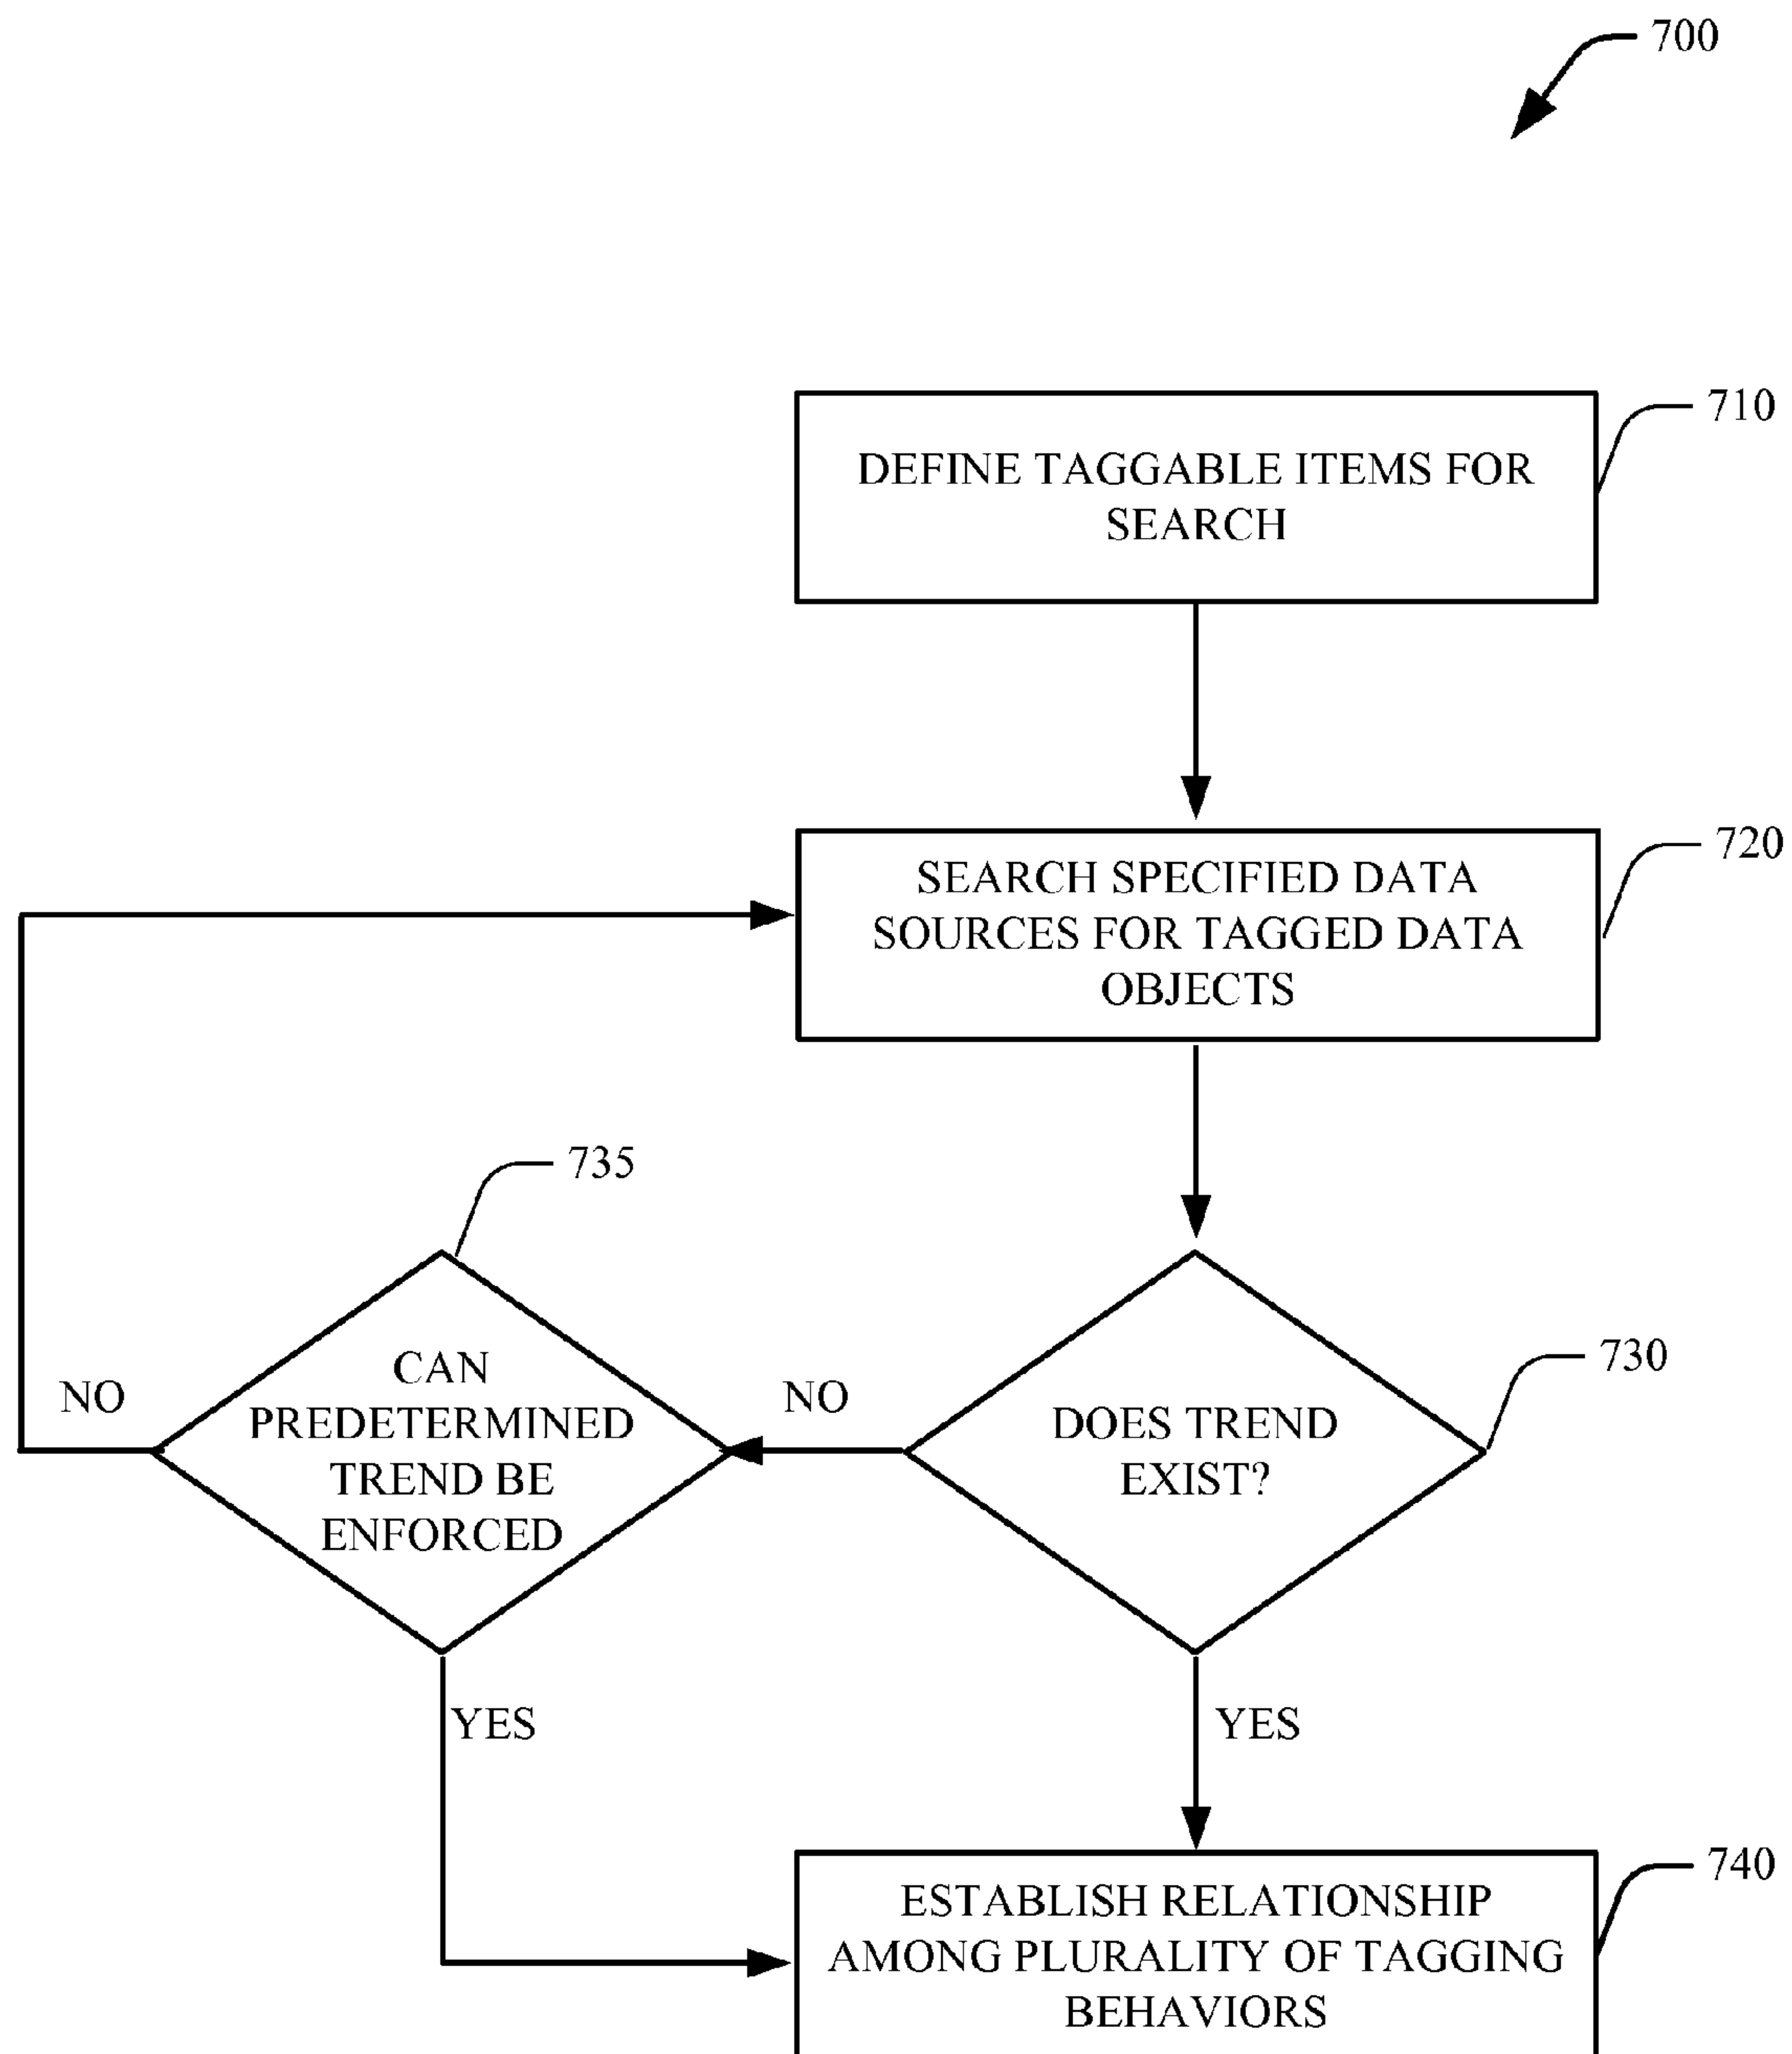 700
710
DEFINE TAGGABLE ITEMS FOR
SEARCH
720
SEARCH SPECIFIED DATA
SOURCES FOR TAGGED DATA
OBJECTS
735
730
CAN
PREDETERMINED
TREND BE
ENFORCED
NO
NO
DOES TREND
EXIST?
YES
YES
740
ESTABLISH RELATIONSHIP
AMONG PLURALITY OF TAGGING
BEHAVIORS